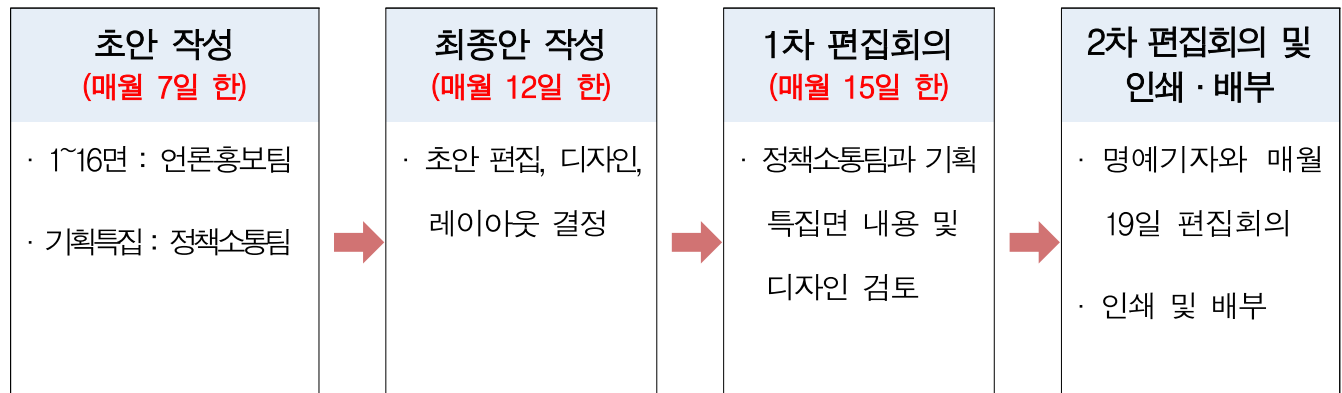 초안 작성
(매월 7일 한)
· 1~16면 : 언론홍보팀
· 기획특집 : 정책소통팀
최종안 작성
(매월 12일 한)
· 초안 편집, 디자인,
레이아웃 결정
1차 편집회의
(매월 15일 한)
· 정책소통팀과 기획
특집면 내용 및
디자인 검토
2차 편집회의 및
인쇄 · 배부
· 명예기자와 매월
19일 편집회의
· 인쇄 및 배부